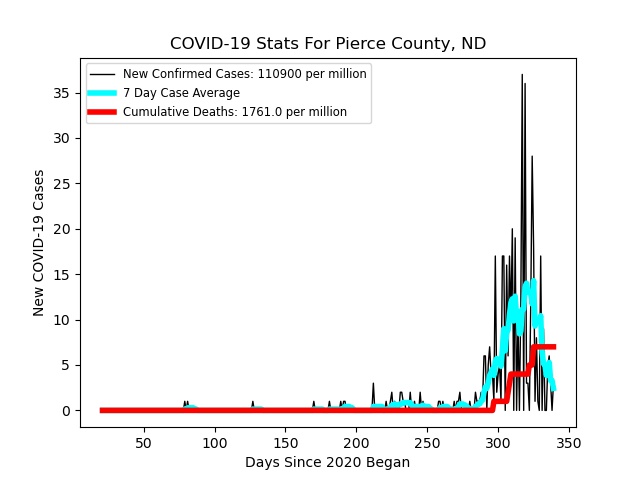 COVID-19 Stats For Pierce County, ND
New Confirmed Cases: 110900 per million
7 Day Case Average
Cumulative Deaths: 1761.0 per million
New COVID-19 Cases
35
30
25
20
15
10
5
0
50 100 150 200 250 300 350
Days Since 2020 Began